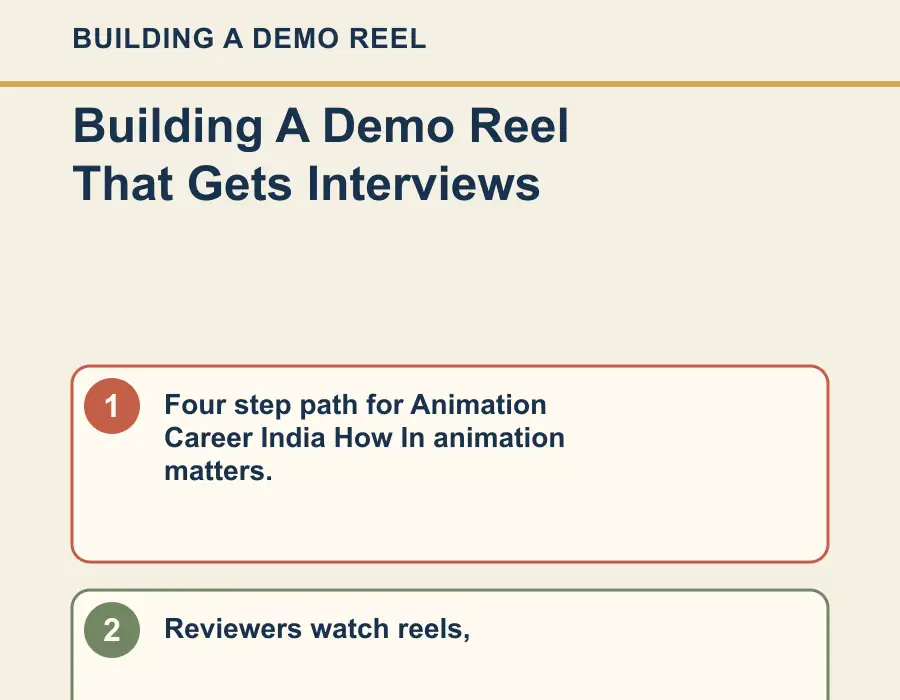 BUILDING A DEMO REEL
Building A Demo Reel
That Gets Interviews
1
Four step path for Animation
Career India How In animation
matters.
2
Reviewers watch reels,